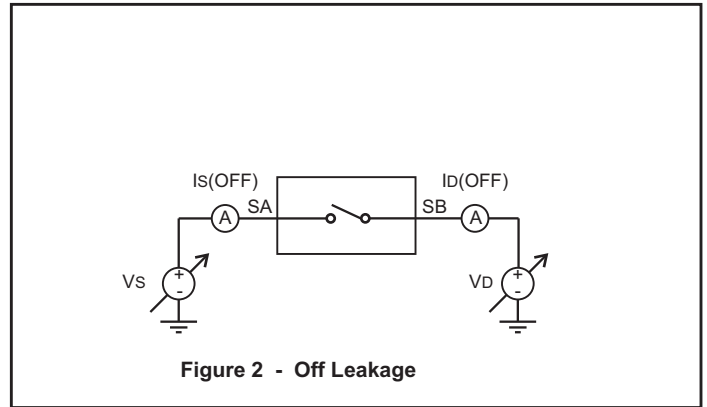 IS(OFF) ID(OFF)
A SA SB A
VS + - VD + -
Figure 2 - Off Leakage